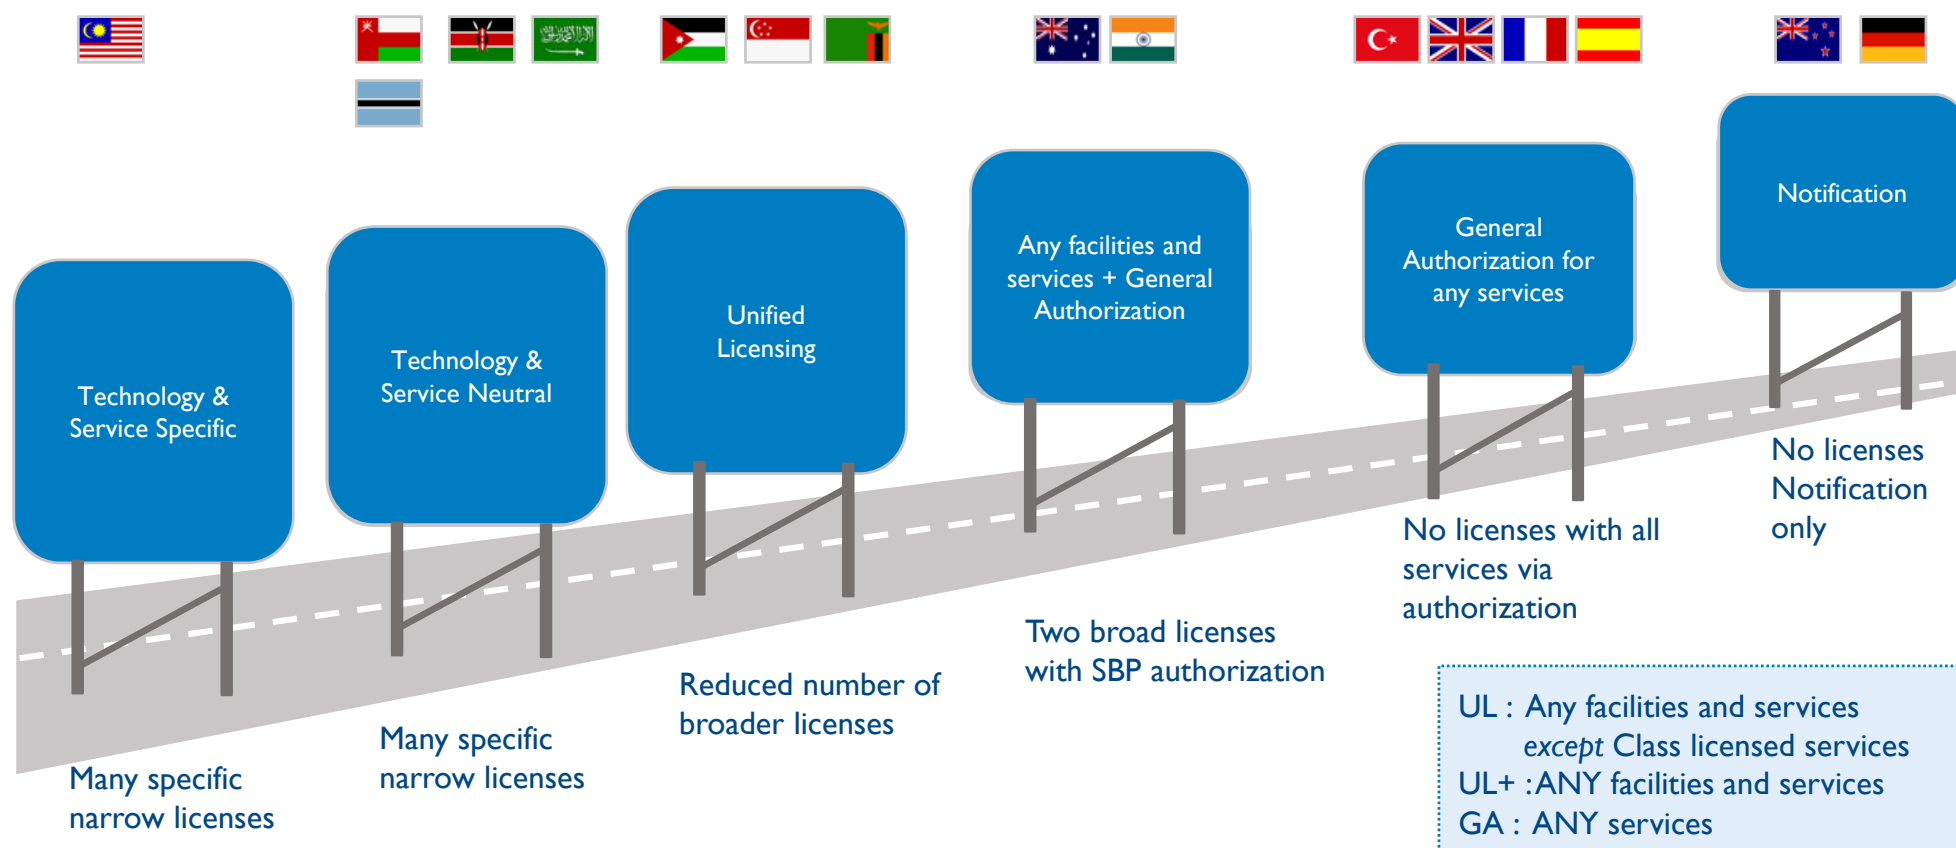 Technology &
Service Specific
Many specific
narrow licenses
Technology &
Service Neutral
Many specific
narrow licenses
Unified
Licensing
Reduced number of
broader licenses
Any facilities and
services + General
Authorization
Two broad licenses
with SBP authorization
General
Authorization for
any services
No licenses with all
services via
authorization
Notification
No licenses
Notification
only
UL : Any facilities and services
except Class licensed services
UL+ : ANY facilities and services
GA : ANY services